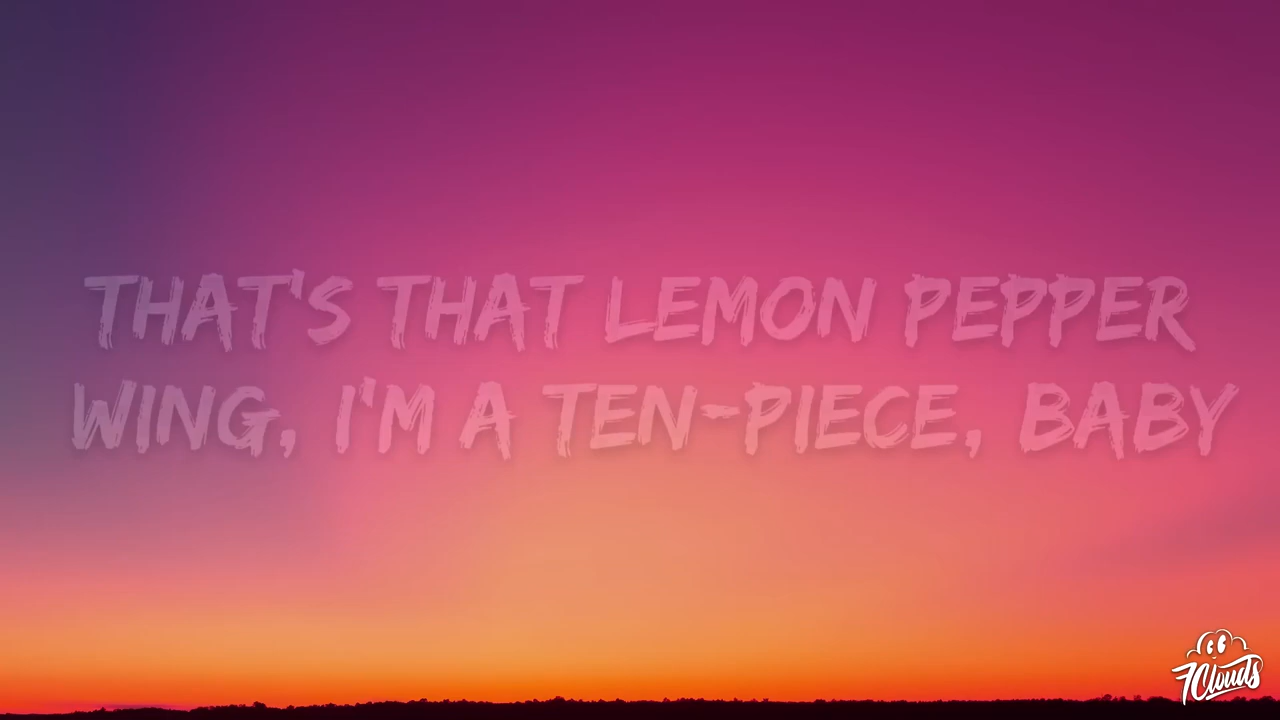 THAT'S THAT LEMON PEPPER
WING, I'M A TEN-PIECE, BABY
7Clouds